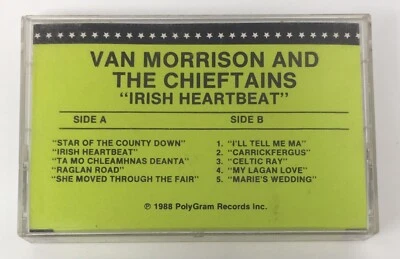 VAN MORRISON AND
THE CHIEFTAINS
"IRISH HEARTBEAT"
SIDE A
"STAR OF THE COUNTY DOWN"
"IRISH HEARTBEAT"
"TA MO CHLEAMHNAS DEANTA"
"RAGLAN ROAD"
"SHE MOVED THROUGH THE FAIR"
SIDE B
1. "I'LL TELL ME MA"
2. "CARRICKFERGUS"
3. "CELTIC RAY"
4. "MY LAGAN LOVE"
5. "MARIE'S WEDDING"
℗ 1988 PolyGram Records Inc.